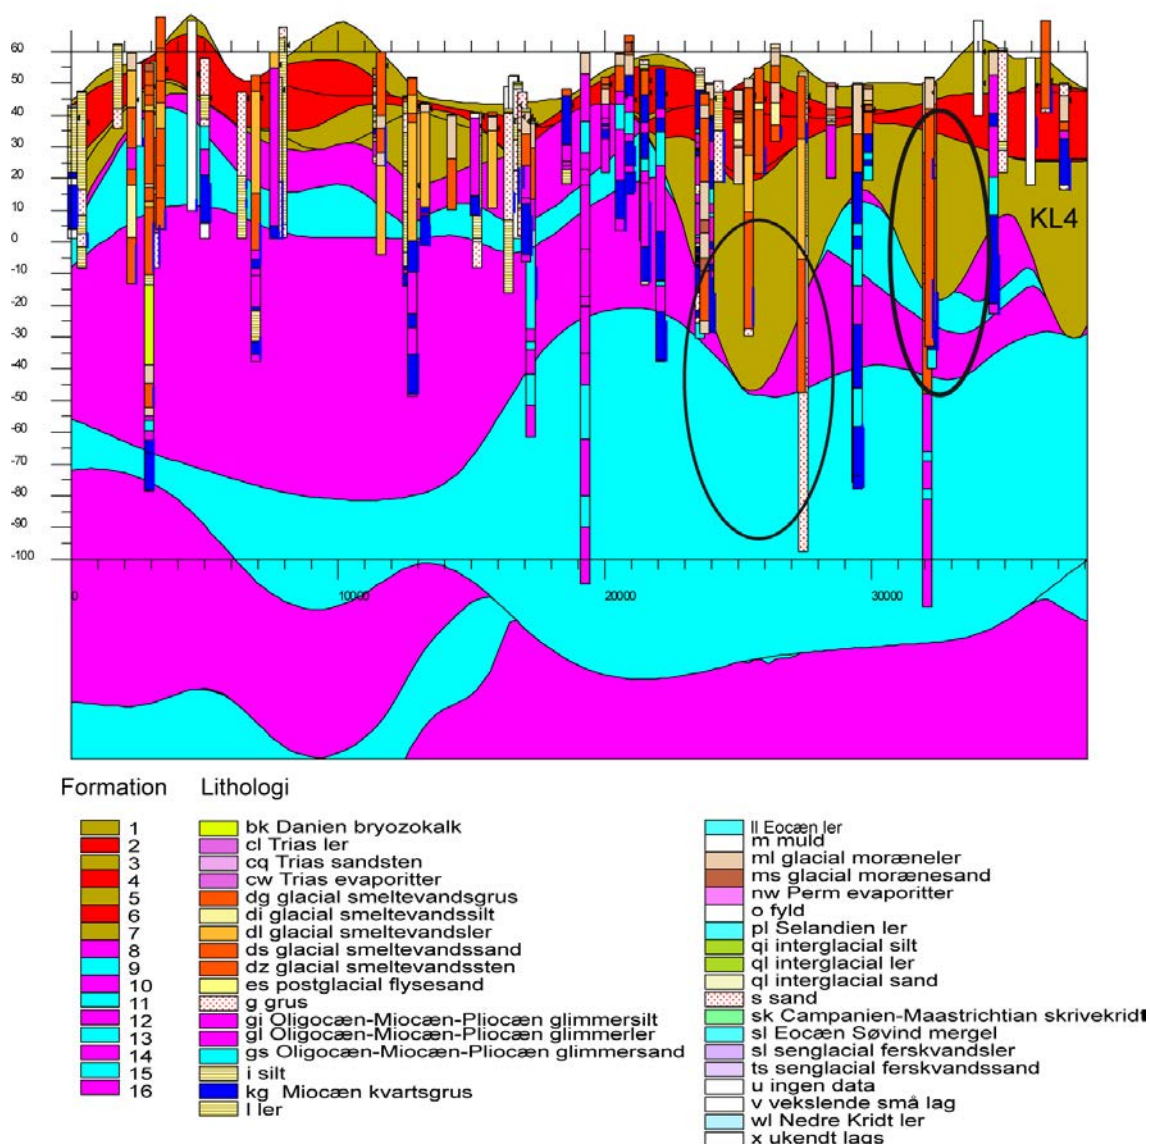 60
50
40
30
20
10
0
-10
-20
-30
-40
-50
-60
-70
-80
-90
-100
KL4
0
10000
20000
30000
Formation
1
2
3
4
5
6
7
8
9
10
11
12
13
14
15
16
Lithologi
bk Danien bryozokalk
cl Trias ler
cq Trias sandsten
cw Trias evaporitter
dg glacial smeltevandsgrus
di glacial smeltevandssilt
dl glacial smeltevandsler
ds glacial smeltevandssand
dz glacial smeltevandssten
es postglacial flysesand
g grus
gi Oligocæn-Miocæn-Pliocæn glimmersilt
gl Oligocæn-Miocæn-Pliocæn glimmerler
gs Oligocæn-Miocæn-Pliocæn glimmersand
i silt
kg Miocæn kvartsgrus
l ler
ll Eocæn ler
m muld
ml glacial moræneler
ms glacial morænesand
nw Perm evaporitter
o fyld
pl Selandien ler
qi interglacial silt
ql interglacial ler
ql interglacial sand
s sand
sk Campanien-Maastrichtian skrivekridt
sl Eocæn Søvind mergel
sl senglacial ferskvandsler
ts senglacial ferskvandssand
u ingen data
v vekslende små lag
wl Nedre Kridt ler
x ukendt lags